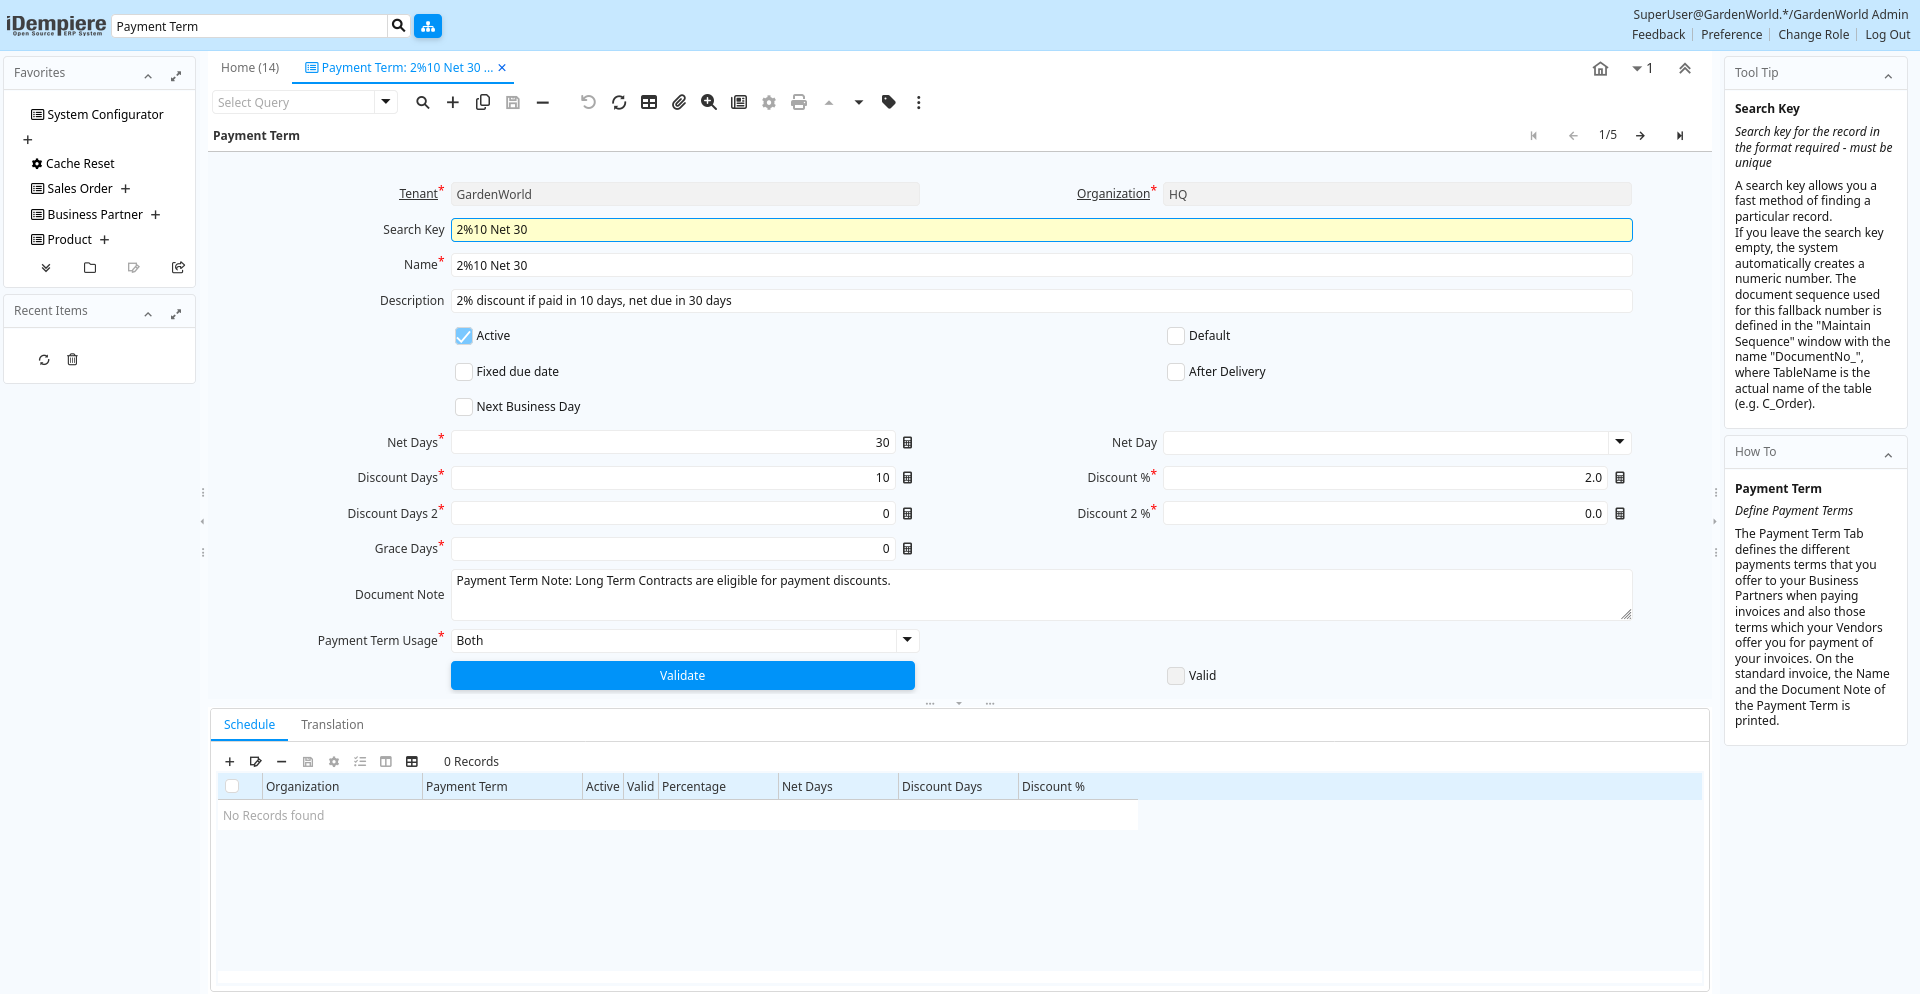 iDempiere
Open Source ERP System
Payment Term
SuperUser@GardenWorld.*/GardenWorld Admin
Feedback
Preference
Change Role
Log Out
Favorites
System Configurator
Cache Reset
Sales Order
Business Partner
Product
Recent Items
Home (14)
Payment Term: 2%10 Net 30 ...
1
Select Query
Payment Term
1/5
Tenant* GardenWorld
Organization* HQ
Search Key 2%10 Net 30
Name* 2%10 Net 30
Description 2% discount if paid in 10 days, net due in 30 days
Active
Default
Fixed due date
After Delivery
Next Business Day
Net Days* 30
Net Day
Discount Days* 10
Discount %* 2.0
Discount Days 2* 0
Discount 2 %* 0.0
Grace Days* 0
Document Note Payment Term Note: Long Term Contracts are eligible for payment discounts.
Payment Term Usage* Both
Validate
Valid
Schedule
Translation
0 Records
Organization Payment Term Active Valid Percentage Net Days Discount Days Discount %
No Records found
Tool Tip
Search Key
Search key for the record in
the format required - must be
unique
A search key allows you a
fast method of finding a
particular record.
If you leave the search key
empty, the system
automatically creates a
numeric number. The
document sequence used
for this fallback number is
defined in the "Maintain
Sequence" window with the
name "DocumentNo_",
where TableName is the
actual name of the table
(e.g. C_Order).
How To
Payment Term
Define Payment Terms
The Payment Term Tab
defines the different
payments terms that you
offer to your Business
Partners when paying
invoices and also those
terms which your Vendors
offer you for payment of
your invoices. On the
standard invoice, the Name
and the Document Note of
the Payment Term is
printed.